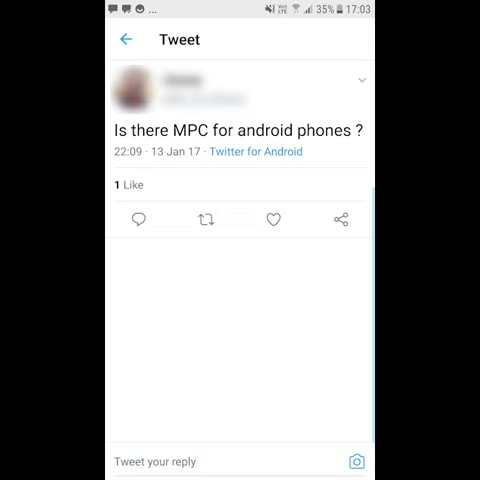 ... 35% 17:03
Tweet
Is there MPC for android phones ?
22:09 · 13 Jan 17 · Twitter for Android
1 Like
Tweet your reply